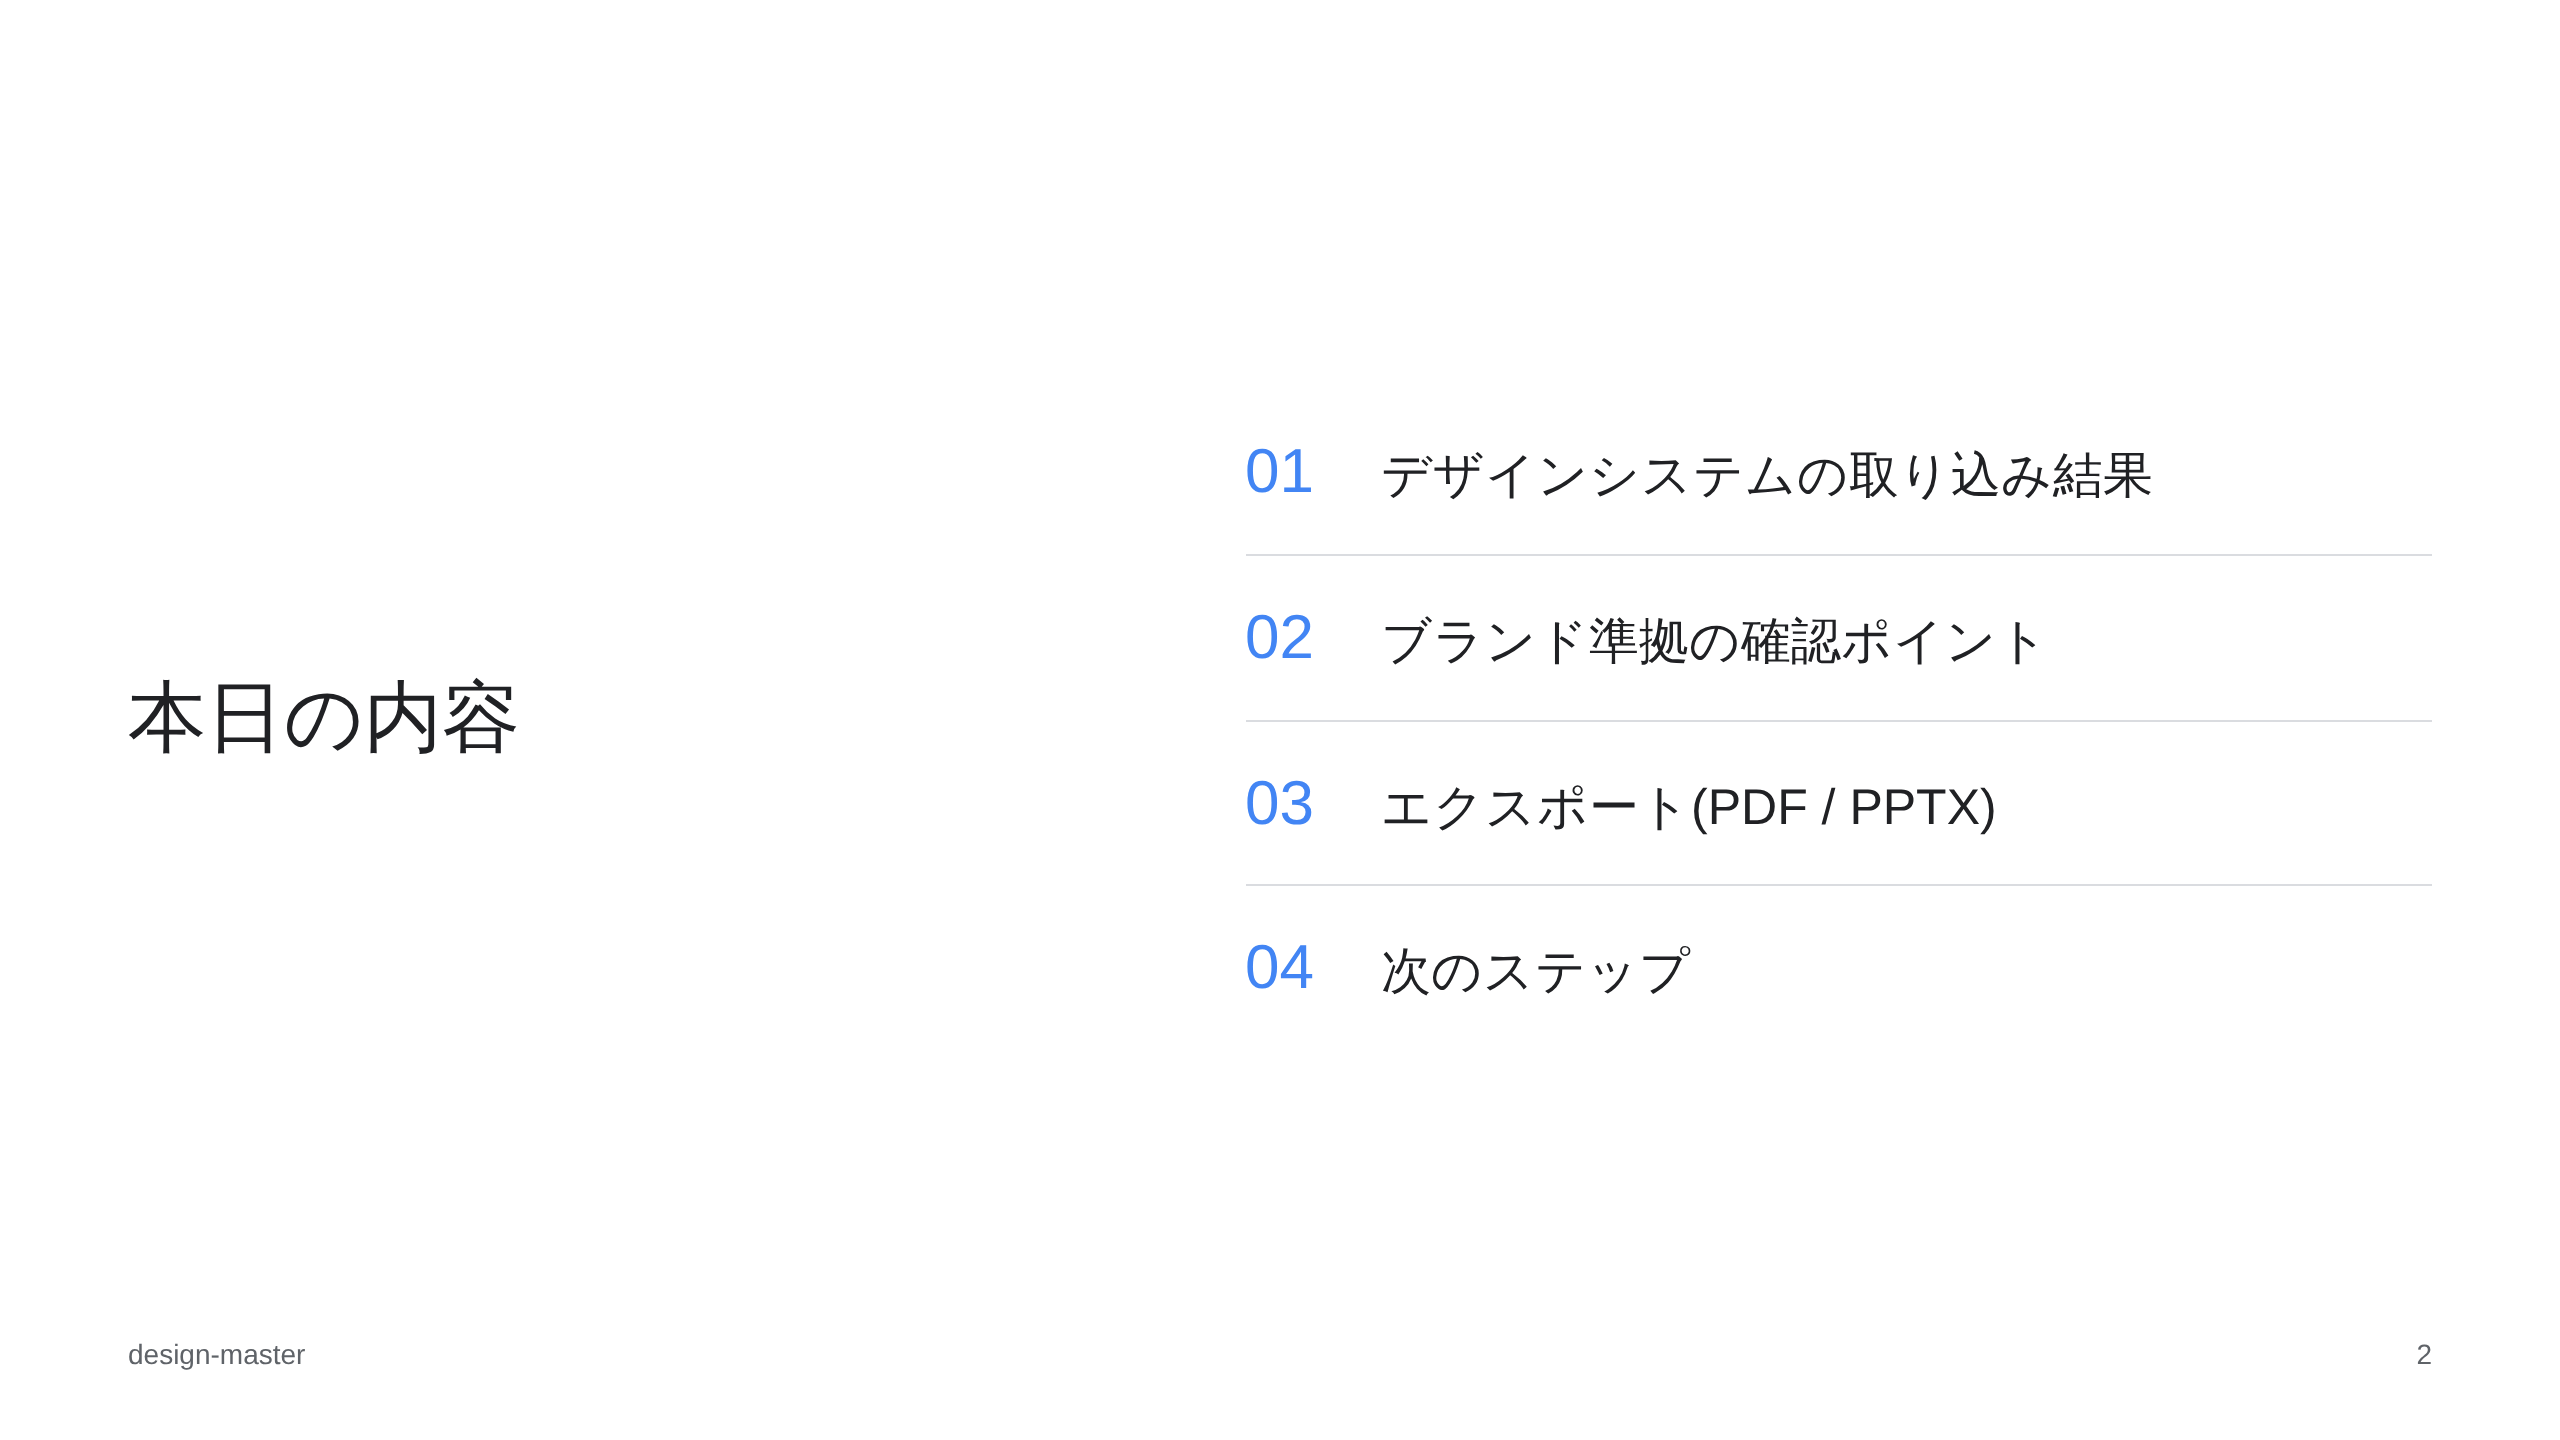 本日の内容
01 デザインシステムの取り込み結果
02 ブランド準拠の確認ポイント
03 エクスポート(PDF / PPTX)
04 次のステップ
design-master
2